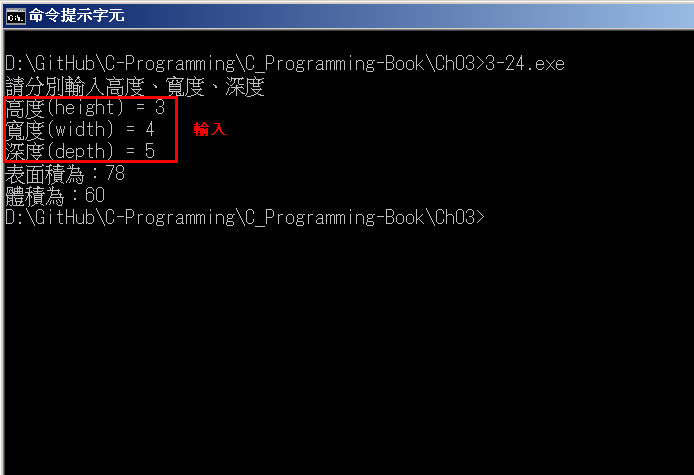 命令提示字元
D:\GitHub\C-Programming\C_Programming-Book\Ch03>3-24.exe
請分別輸入高度、寬度、深度
高度(height) = 3
寬度(width) = 4
輸入
深度(depth) = 5
表面積為：78
體積為：60
D:\GitHub\C-Programming\C_Programming-Book\Ch03>